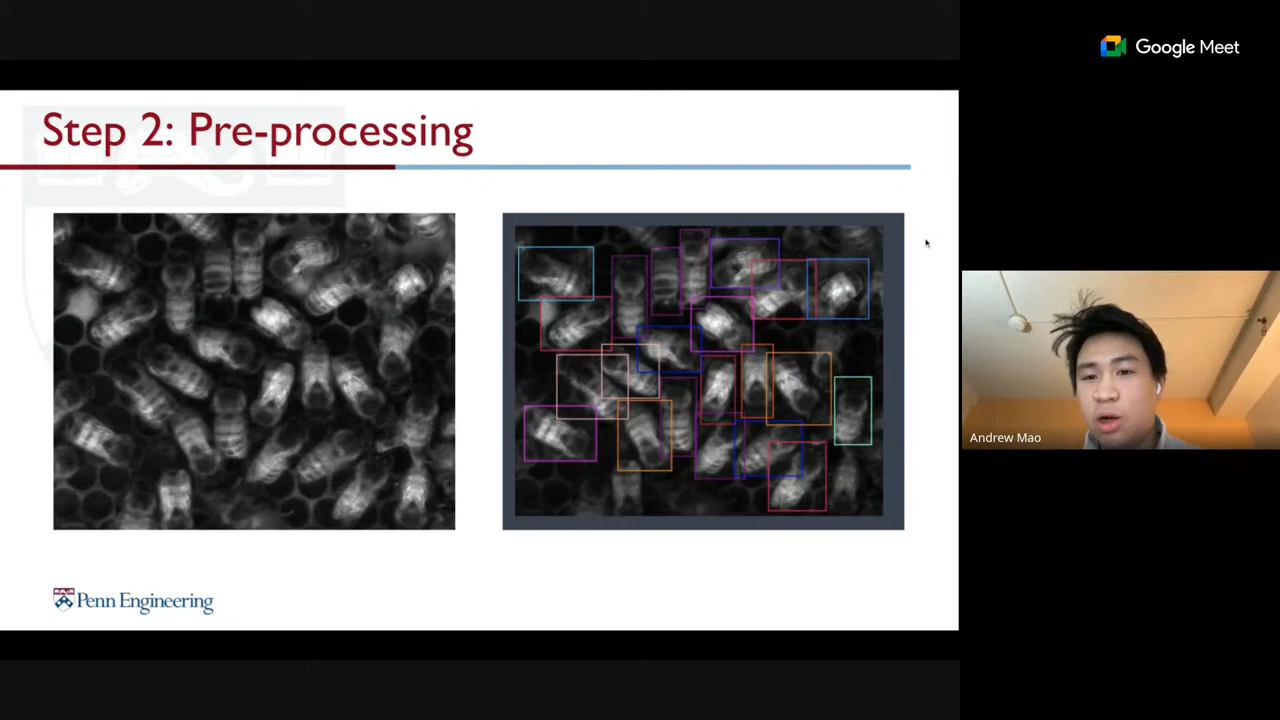 Google Meet
Step 2: Pre-processing
Andrew Mao
Penn Engineering